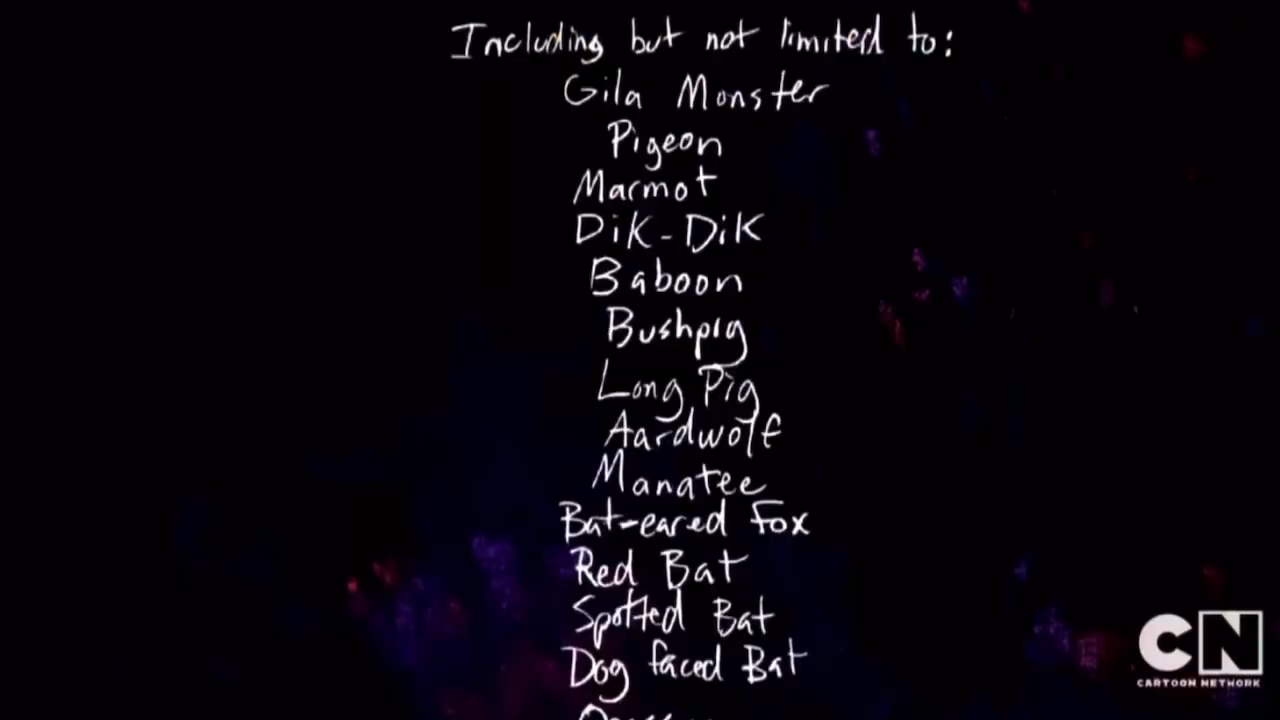 Including but not limited to:
Gila Monster
Pigeon
Marmot
Dik-Dik
Baboon
Bushpig
Long Pig
Aardwolf
Manatee
Bat-eared Fox
Red Bat
Spotted Bat
Dog faced Bat
CN
CARTOON NETWORK